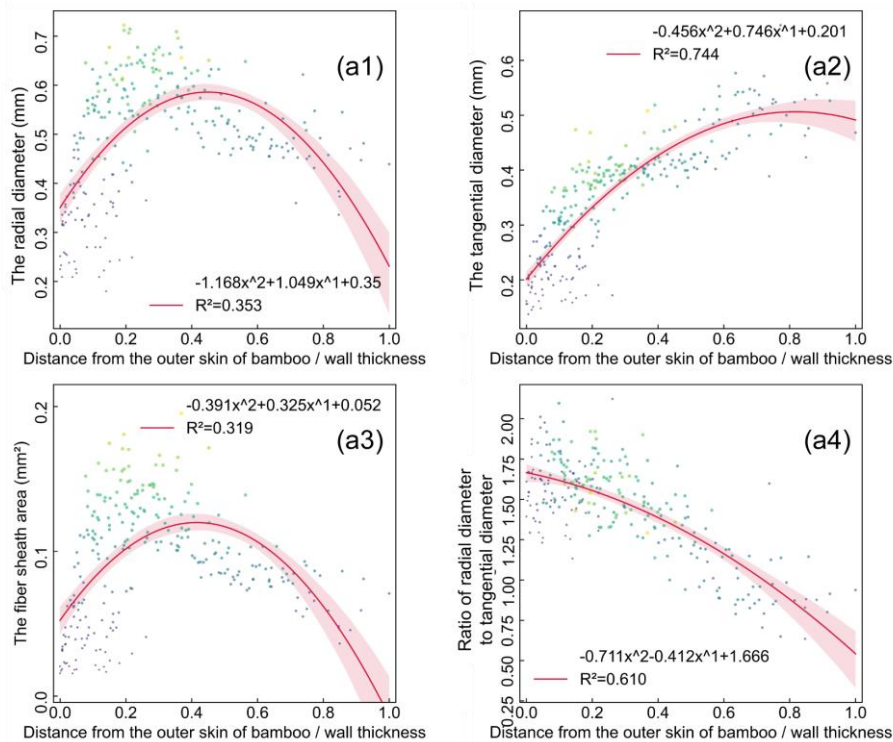 -1.168x^2+1.049x^1+0.35
R²=0.353
(a1)
The radial diameter (mm)
0.7
0.6
0.5
0.4
0.3
0.2
0.0 0.2 0.4 0.6 0.8 1.0
Distance from the outer skin of bamboo / wall thickness
-0.456x^2+0.746x^1+0.201
R²=0.744
(a2)
The tangential diameter (mm)
0.6
0.5
0.4
0.3
0.2
0.0 0.2 0.4 0.6 0.8 1.0
Distance from the outer skin of bamboo / wall thickness
-0.391x^2+0.325x^1+0.052
R²=0.319
(a3)
The fiber sheath area (mm²)
0.2
0.1
0.0
0.0 0.2 0.4 0.6 0.8 1.0
Distance from the outer skin of bamboo / wall thickness
(a4)
Ratio of radial diameter
to tangential diameter
2.00
1.75
1.50
1.25
1.00
0.75
0.50
0.25
-0.711x^2-0.412x^1+1.666
R²=0.610
0.0 0.2 0.4 0.6 0.8 1.0
Distance from the outer skin of bamboo / wall thickness